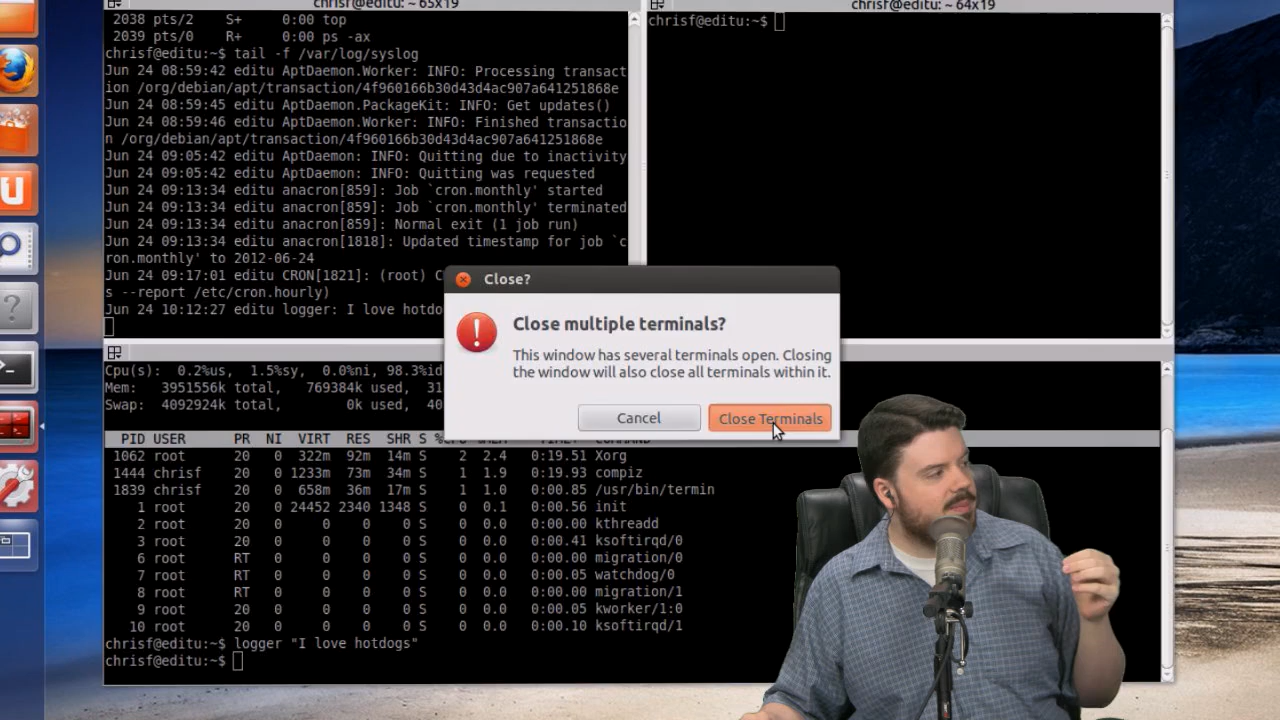 chrisf@editu: ~ 65x19
2038 pts/2 S+ 0:00 top
2039 pts/0 R+ 0:00 ps -ax
chrisf@editu:~$ tail -f /var/log/syslog
Jun 24 08:59:42 editu AptDaemon.Worker: INFO: Processing transact
ion /org/debian/apt/transaction/4f960166b30d43d4ac907a641251868e
Jun 24 08:59:45 editu AptDaemon.PackageKit: INFO: Get updates()
Jun 24 08:59:46 editu AptDaemon.Worker: INFO: Finished transactio
n /org/debian/apt/transaction/4f960166b30d43d4ac907a641251868e
Jun 24 09:05:42 editu AptDaemon: INFO: Quitting due to inactivity
Jun 24 09:05:42 editu AptDaemon: INFO: Quitting was requested
Jun 24 09:13:34 editu anacron[859]: Job `cron.monthly' started
Jun 24 09:13:34 editu anacron[859]: Job `cron.monthly' terminated
Jun 24 09:13:34 editu anacron[859]: Normal exit (1 job run)
Jun 24 09:13:34 editu anacron[1818]: Updated timestamp for job `c
ron.monthly' to 2012-06-24
Jun 24 09:17:01 editu CRON[1821]: (root) C
s --report /etc/cron.hourly)
Jun 24 10:12:27 editu logger: I love hotdo
chrisf@editu: ~ 64x19
chrisf@editu:~$
Close?
Close multiple terminals?
This window has several terminals open. Closing
the window will also close all terminals within it.
Cancel
Close Terminals
Cpu(s): 0.2%us, 1.5%sy, 0.0%ni, 98.3%id
Mem: 3951556k total, 769384k used, 31
Swap: 4092924k total, 0k used, 40
PID USER PR NI VIRT RES SHR S %CPU %MEM TIME+ COMMAND
1062 root 20 0 322m 92m 14m S 2 2.4 0:19.51 Xorg
1444 chrisf 20 0 1233m 73m 34m S 1 1.9 0:19.93 compiz
1839 chrisf 20 0 658m 36m 17m S 1 1.0 0:00.85 /usr/bin/termin
1 root 20 0 24452 2340 1348 S 0 0.1 0:00.56 init
2 root 20 0 0 0 0 S 0 0.0 0:00.00 kthreadd
3 root 20 0 0 0 0 S 0 0.0 0:00.41 ksoftirqd/0
6 root RT 0 0 0 0 S 0 0.0 0:00.00 migration/0
7 root RT 0 0 0 0 S 0 0.0 0:00.05 watchdog/0
8 root RT 0 0 0 0 S 0 0.0 0:00.00 migration/1
9 root 20 0 0 0 0 S 0 0.0 0:00.05 kworker/1:0
10 root 20 0 0 0 0 S 0 0.0 0:00.10 ksoftirqd/1
chrisf@editu:~$ logger "I love hotdogs"
chrisf@editu:~$